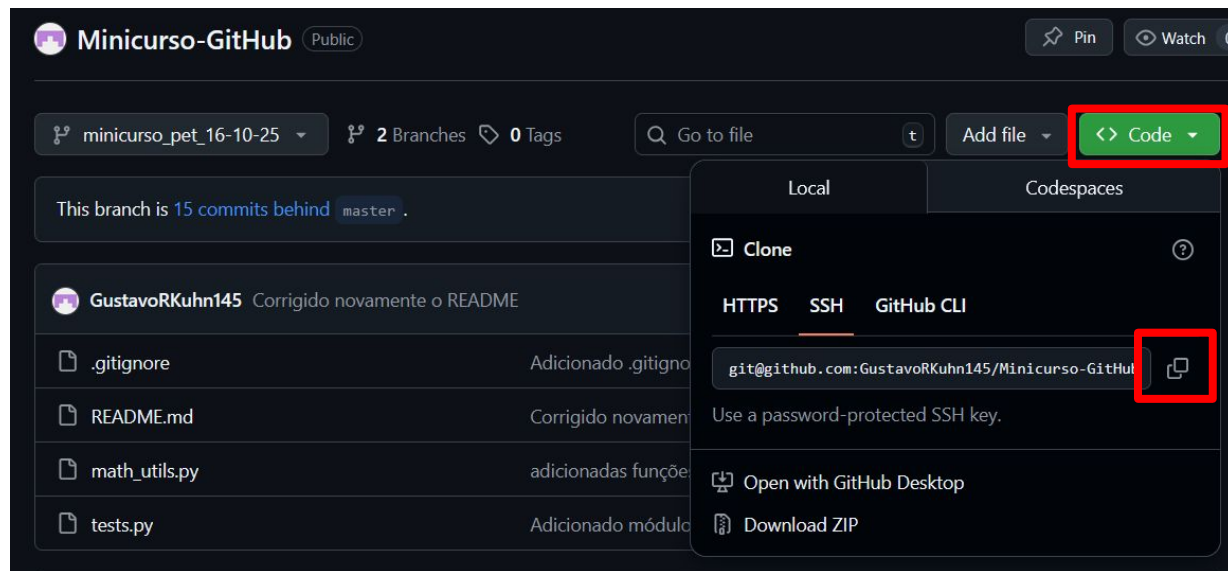 Minicurso-GitHub Public
Pin
Watch
minicurso_pet_16-10-25
2 Branches
0 Tags
Go to file
t
Add file
<> Code
This branch is 15 commits behind master .
GustavoRKuhn145 Corrigido novamente o README
.gitignore Adicionado .gitigno
README.md Corrigido novamen
math_utils.py adicionadas funçõe
tests.py Adicionado módulo
Local
Codespaces
Clone
HTTPS
SSH
GitHub CLI
git@github.com:GustavoRKuhn145/Minicurso-GitHub
Use a password-protected SSH key.
Open with GitHub Desktop
Download ZIP